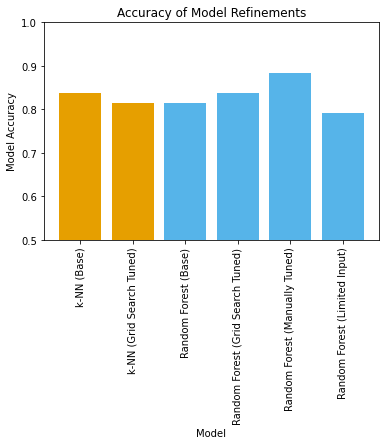 Accuracy of Model Refinements
Model Accuracy
1.0
0.9
0.8
0.7
0.6
0.5
k-NN (Base)
k-NN (Grid Search Tuned)
Random Forest (Base)
Random Forest (Grid Search Tuned)
Random Forest (Manually Tuned)
Random Forest (Limited Input)
Model